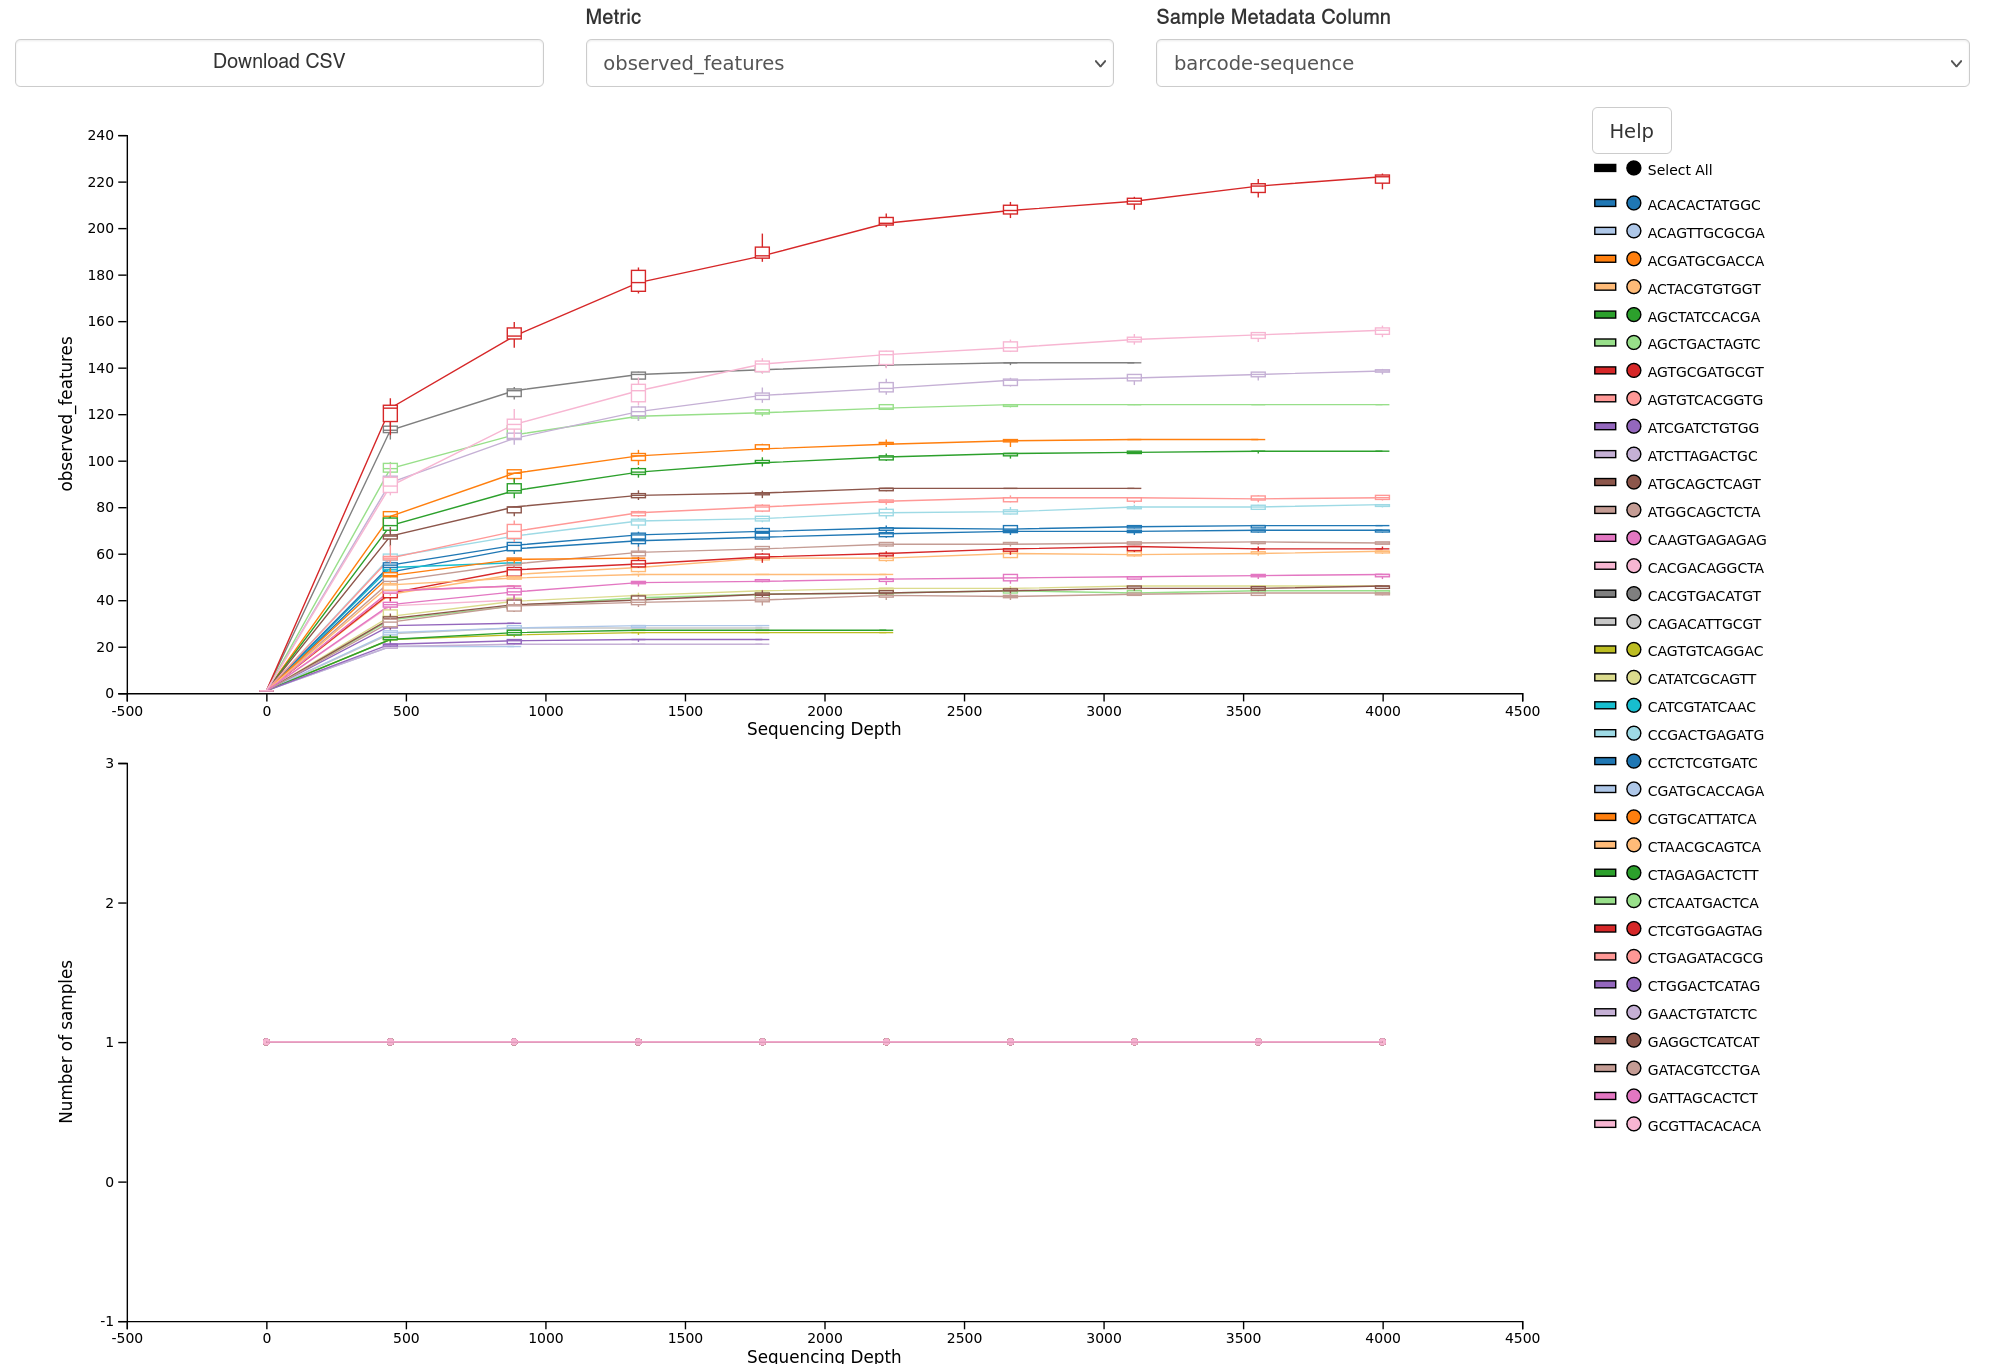 Metric
Sample Metadata Column
Download CSV
observed_features
barcode-sequence
Help
Select All
ACACACTATGGC
ACAGTTGCGCGA
ACGATGCGACCA
ACTACGTGTGGT
AGCTATCCACGA
AGCTGACTAGTC
AGTGCGATGCGT
AGTGTCACGGTG
ATCGATCTGTGG
ATCTTAGACTGC
ATGCAGCTCAGT
ATGGCAGCTCTA
CAAGTGAGAGAG
CACGACAGGCTA
CACGTGACATGT
CAGACATTGCGT
CAGTGTCAGGAC
CATATCGCAGTT
CATCGTATCAAC
CCGACTGAGATG
CCTCTCGTGATC
CGATGCACCAGA
CGTGCATTATCA
CTAACGCAGTCA
CTAGAGACTCTT
CTCAATGACTCA
CTCGTGGAGTAG
CTGAGATACGCG
CTGGACTCATAG
GAACTGTATCTC
GAGGCTCATCAT
GATACGTCCTGA
GATTAGCACTCT
GCGTTACACACA
observed_features
240
220
200
180
160
140
120
100
80
60
40
20
0
-500 0 500 1000 1500 2000 2500 3000 3500 4000 4500
Sequencing Depth
Number of samples
3
2
1
0
-1
-500 0 500 1000 1500 2000 2500 3000 3500 4000 4500
Sequencing Depth